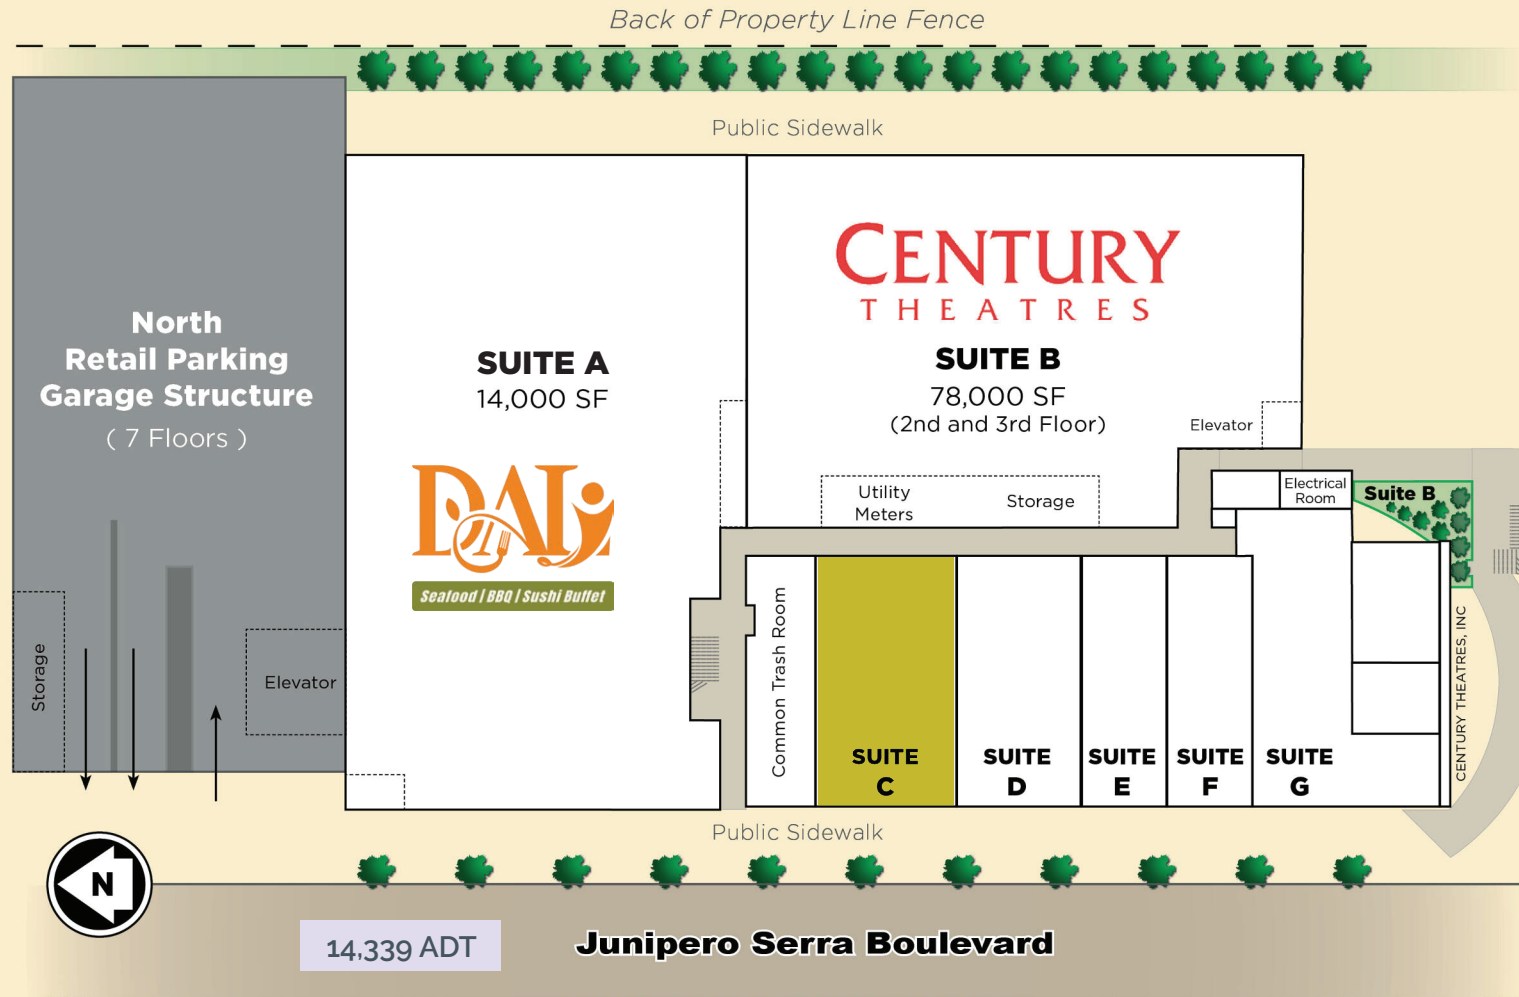 Back of Property Line Fence
Public Sidewalk
North
Retail Parking
Garage Structure
( 7 Floors )
Storage
Elevator
SUITE A
14,000 SF
DALI
Seafood | BBQ | Sushi Buffet
CENTURY
THEATRES
SUITE B
78,000 SF
(2nd and 3rd Floor)
Elevator
Utility
Meters
Storage
Electrical
Room
Suite B
Common Trash Room
SUITE
C
SUITE
D
SUITE
E
SUITE
F
SUITE
G
CENTURY THEATRES, INC
Public Sidewalk
N
14,339 ADT
Junipero Serra Boulevard